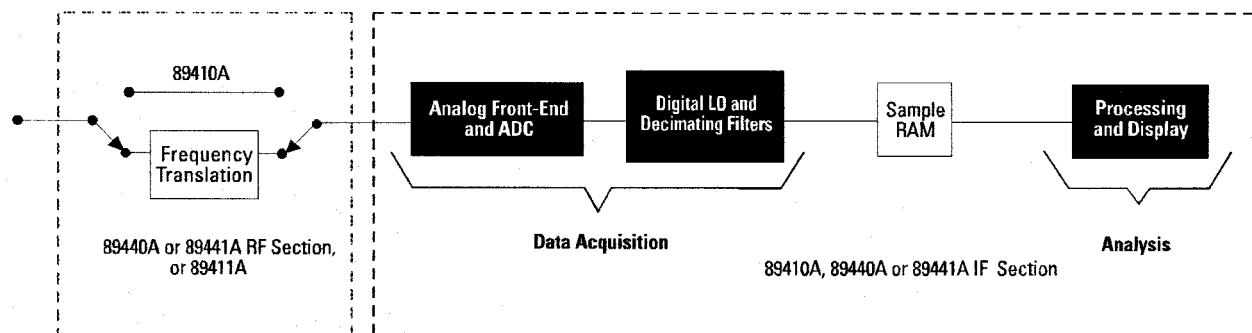 89410A
Frequency
Translation
89440A or 89441A RF Section,
or 89411A
Analog Front-End
and ADC
Digital LO and
Decimating Filters
Sample
RAM
Processing
and Display
Data Acquisition
Analysis
89410A, 89440A or 89441A IF Section